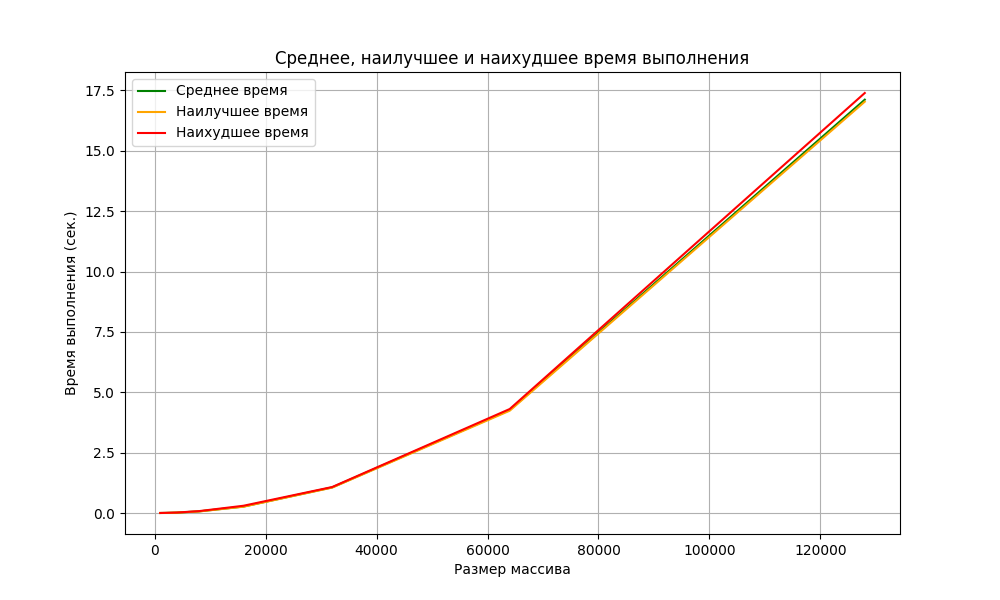 Среднее, наилучшее и наихудшее время выполнения
Среднее время
Наилучшее время
Наихудшее время
Время выполнения (сек.)
17.5
15.0
12.5
10.0
7.5
5.0
2.5
0.0
0 20000 40000 60000 80000 100000 120000
Размер массива